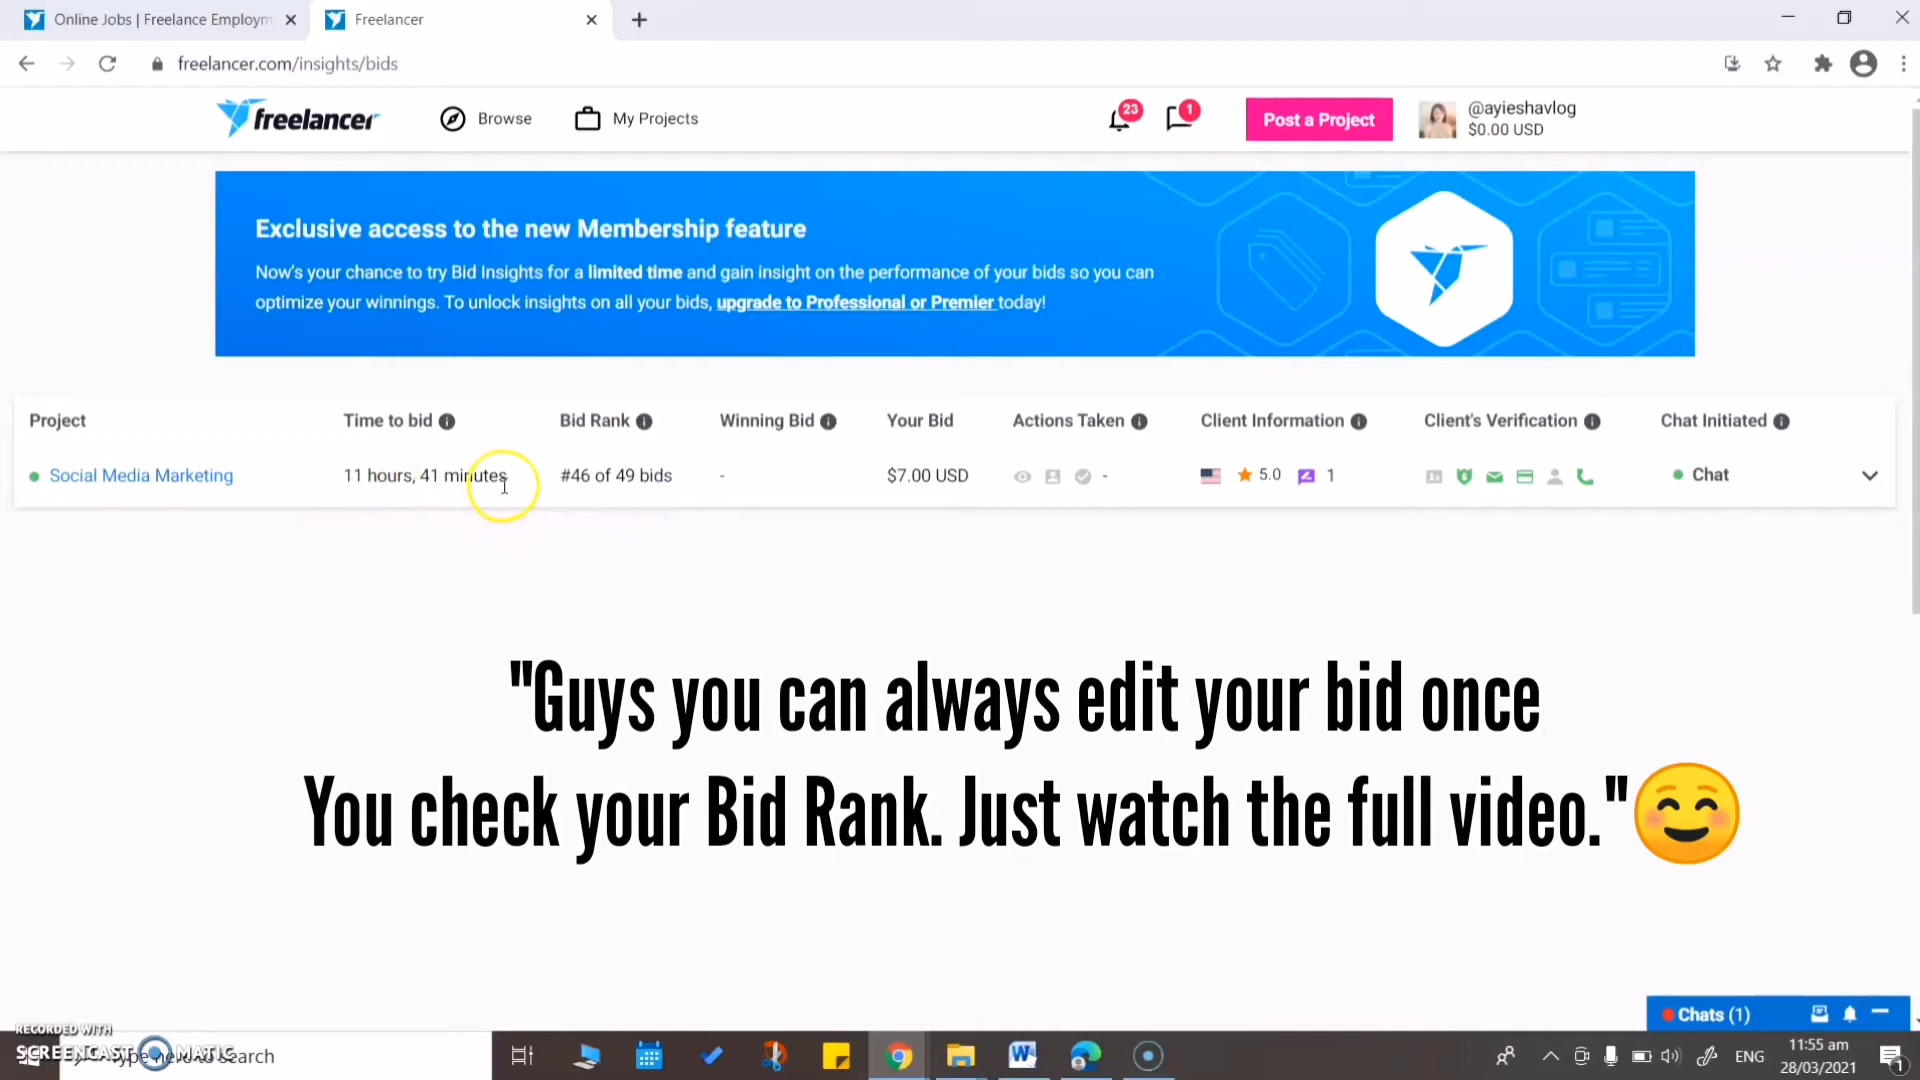 Online Jobs | Freelance Employm
Freelancer
freelancer.com/insights/bids
freelancer
Browse
My Projects
23
1
Post a Project
@ayieshavlog
$0.00 USD
Exclusive access to the new Membership feature
Now's your chance to try Bid Insights for a limited time and gain insight on the performance of your bids so you can
optimize your winnings. To unlock insights on all your bids, upgrade to Professional or Premier today!
Project Time to bid Bid Rank Winning Bid Your Bid Actions Taken Client Information Client's Verification Chat Initiated
Social Media Marketing 11 hours, 41 minutes #46 of 49 bids - $7.00 USD - 5.0 1 Chat
"Guys you can always edit your bid once
You check your Bid Rank. Just watch the full video."
Chats (1)
RECORDED WITH
SCREENCAST MATIC
Type here to search
ENG
11:55 am
28/03/2021
1